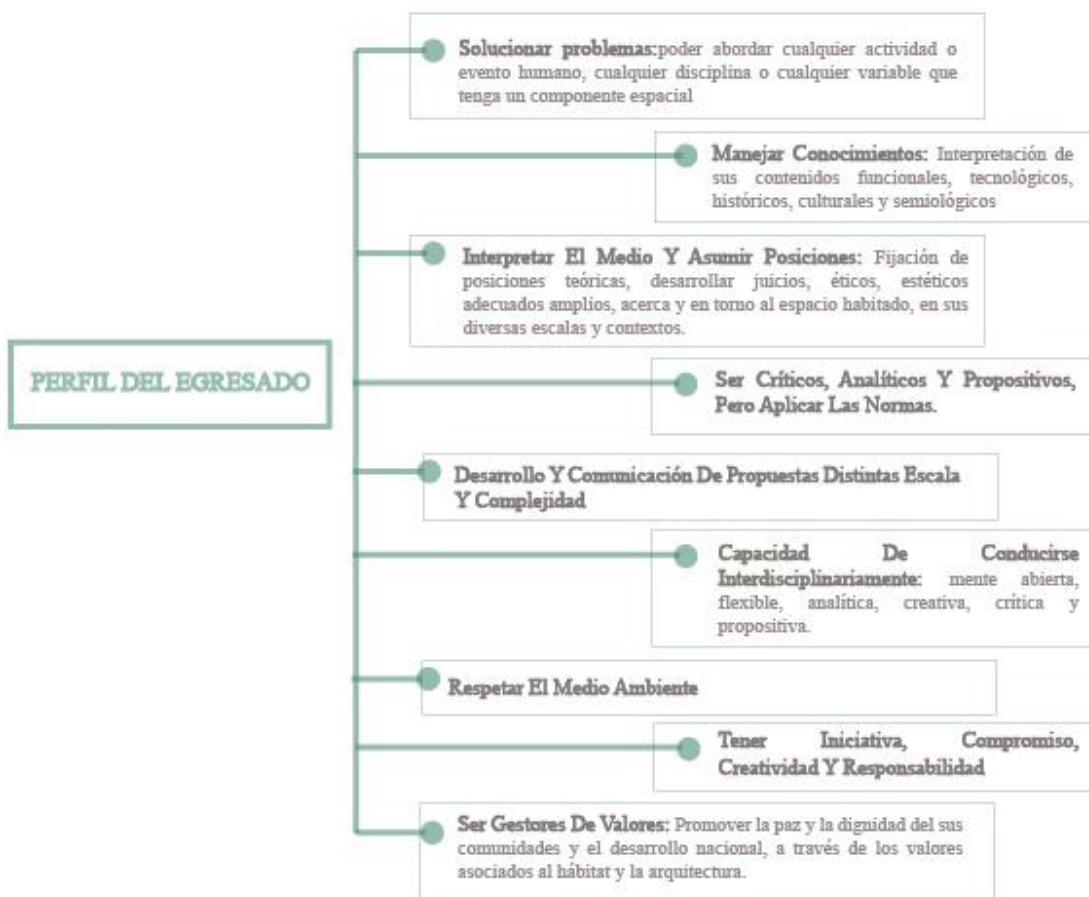 Solucionar problemas:poder abordar cualquier actividad o
evento humano, cualquier disciplina o cualquier variable que
tenga un componente espacial
Manejar Conocimientos: Interpretación de
sus contenidos funcionales, tecnológicos,
históricos, culturales y semiológicos
Interpretar El Medio Y Asumir Posiciones: Fijación de
posiciones teóricas, desarrollar juicios, éticos, estéticos
adecuados amplios, acerca y en torno al espacio habitado, en sus
diversas escalas y contextos.
PERFIL DEL EGRESADO
Ser Críticos, Analíticos Y Propositivos,
Pero Aplicar Las Normas.
Desarrollo Y Comunicación De Propuestas Distintas Escala
Y Complejidad
Capacidad De Conducirse
Interdisciplinariamente: mente abierta,
flexible, analítica, creativa, crítica y
propositiva.
Respetar El Medio Ambiente
Tener Iniciativa, Compromiso,
Creatividad Y Responsabilidad
Ser Gestores De Valores: Promover la paz y la dignidad del sus
comunidades y el desarrollo nacional, a través de los valores
asociados al hábitat y la arquitectura.